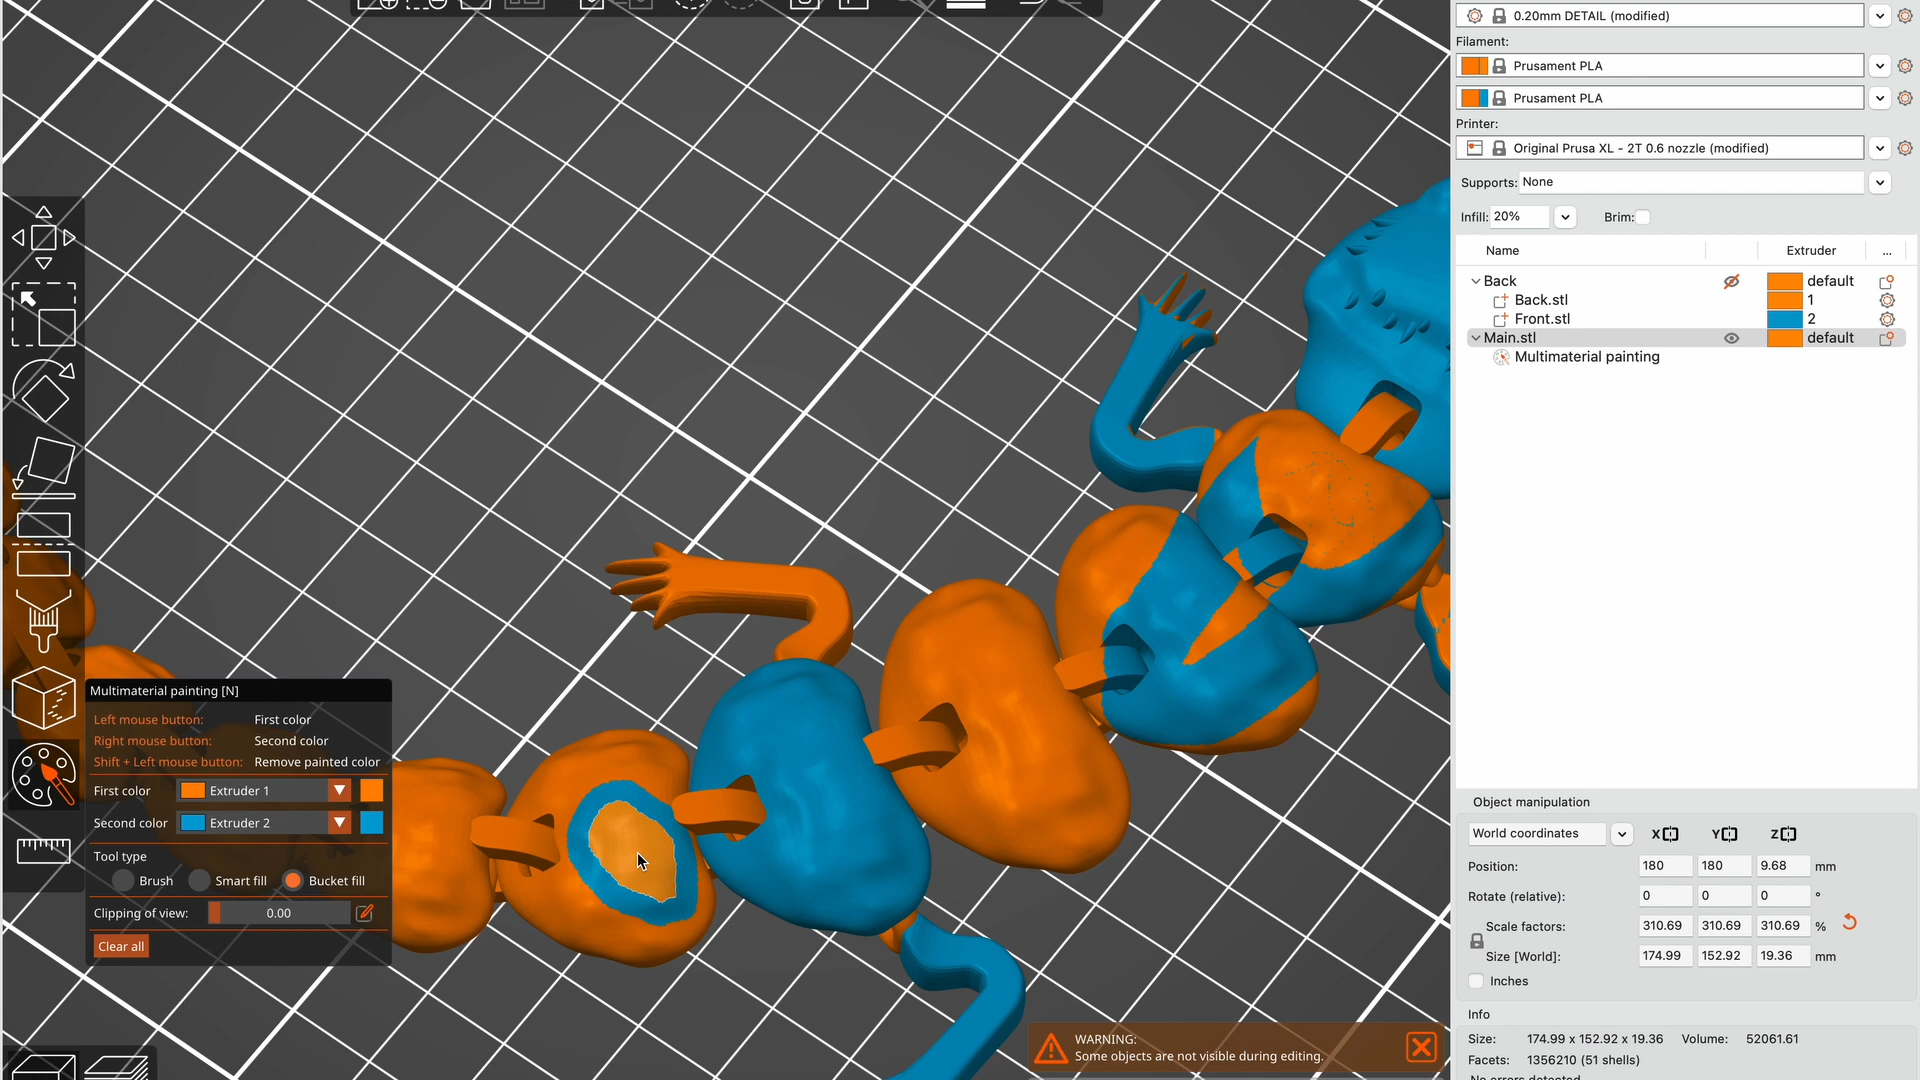 0.20mm DETAIL (modified)
Filament:
Prusament PLA
Prusament PLA
Printer:
Original Prusa XL - 2T 0.6 nozzle (modified)
Supports: None
Infill: 20% Brim:
Name Extruder ...
Back default
Back.stl 1
Front.stl 2
Main.stl default
Multimaterial painting
Multimaterial painting [N]
Left mouse button: First color
Right mouse button: Second color
Shift + Left mouse button: Remove painted color
First color Extruder 1
Second color Extruder 2
Tool type
Brush Smart fill Bucket fill
Clipping of view: 0.00
Clear all
WARNING:
Some objects are not visible during editing.
Object manipulation
World coordinates X Y Z
Position: 180 180 9.68 mm
Rotate (relative): 0 0 0 °
Scale factors: 310.69 310.69 310.69 %
Size [World]: 174.99 152.92 19.36 mm
Inches
Info
Size: 174.99 x 152.92 x 19.36 Volume: 52061.61
Facets: 1356210 (51 shells)
No errors detected